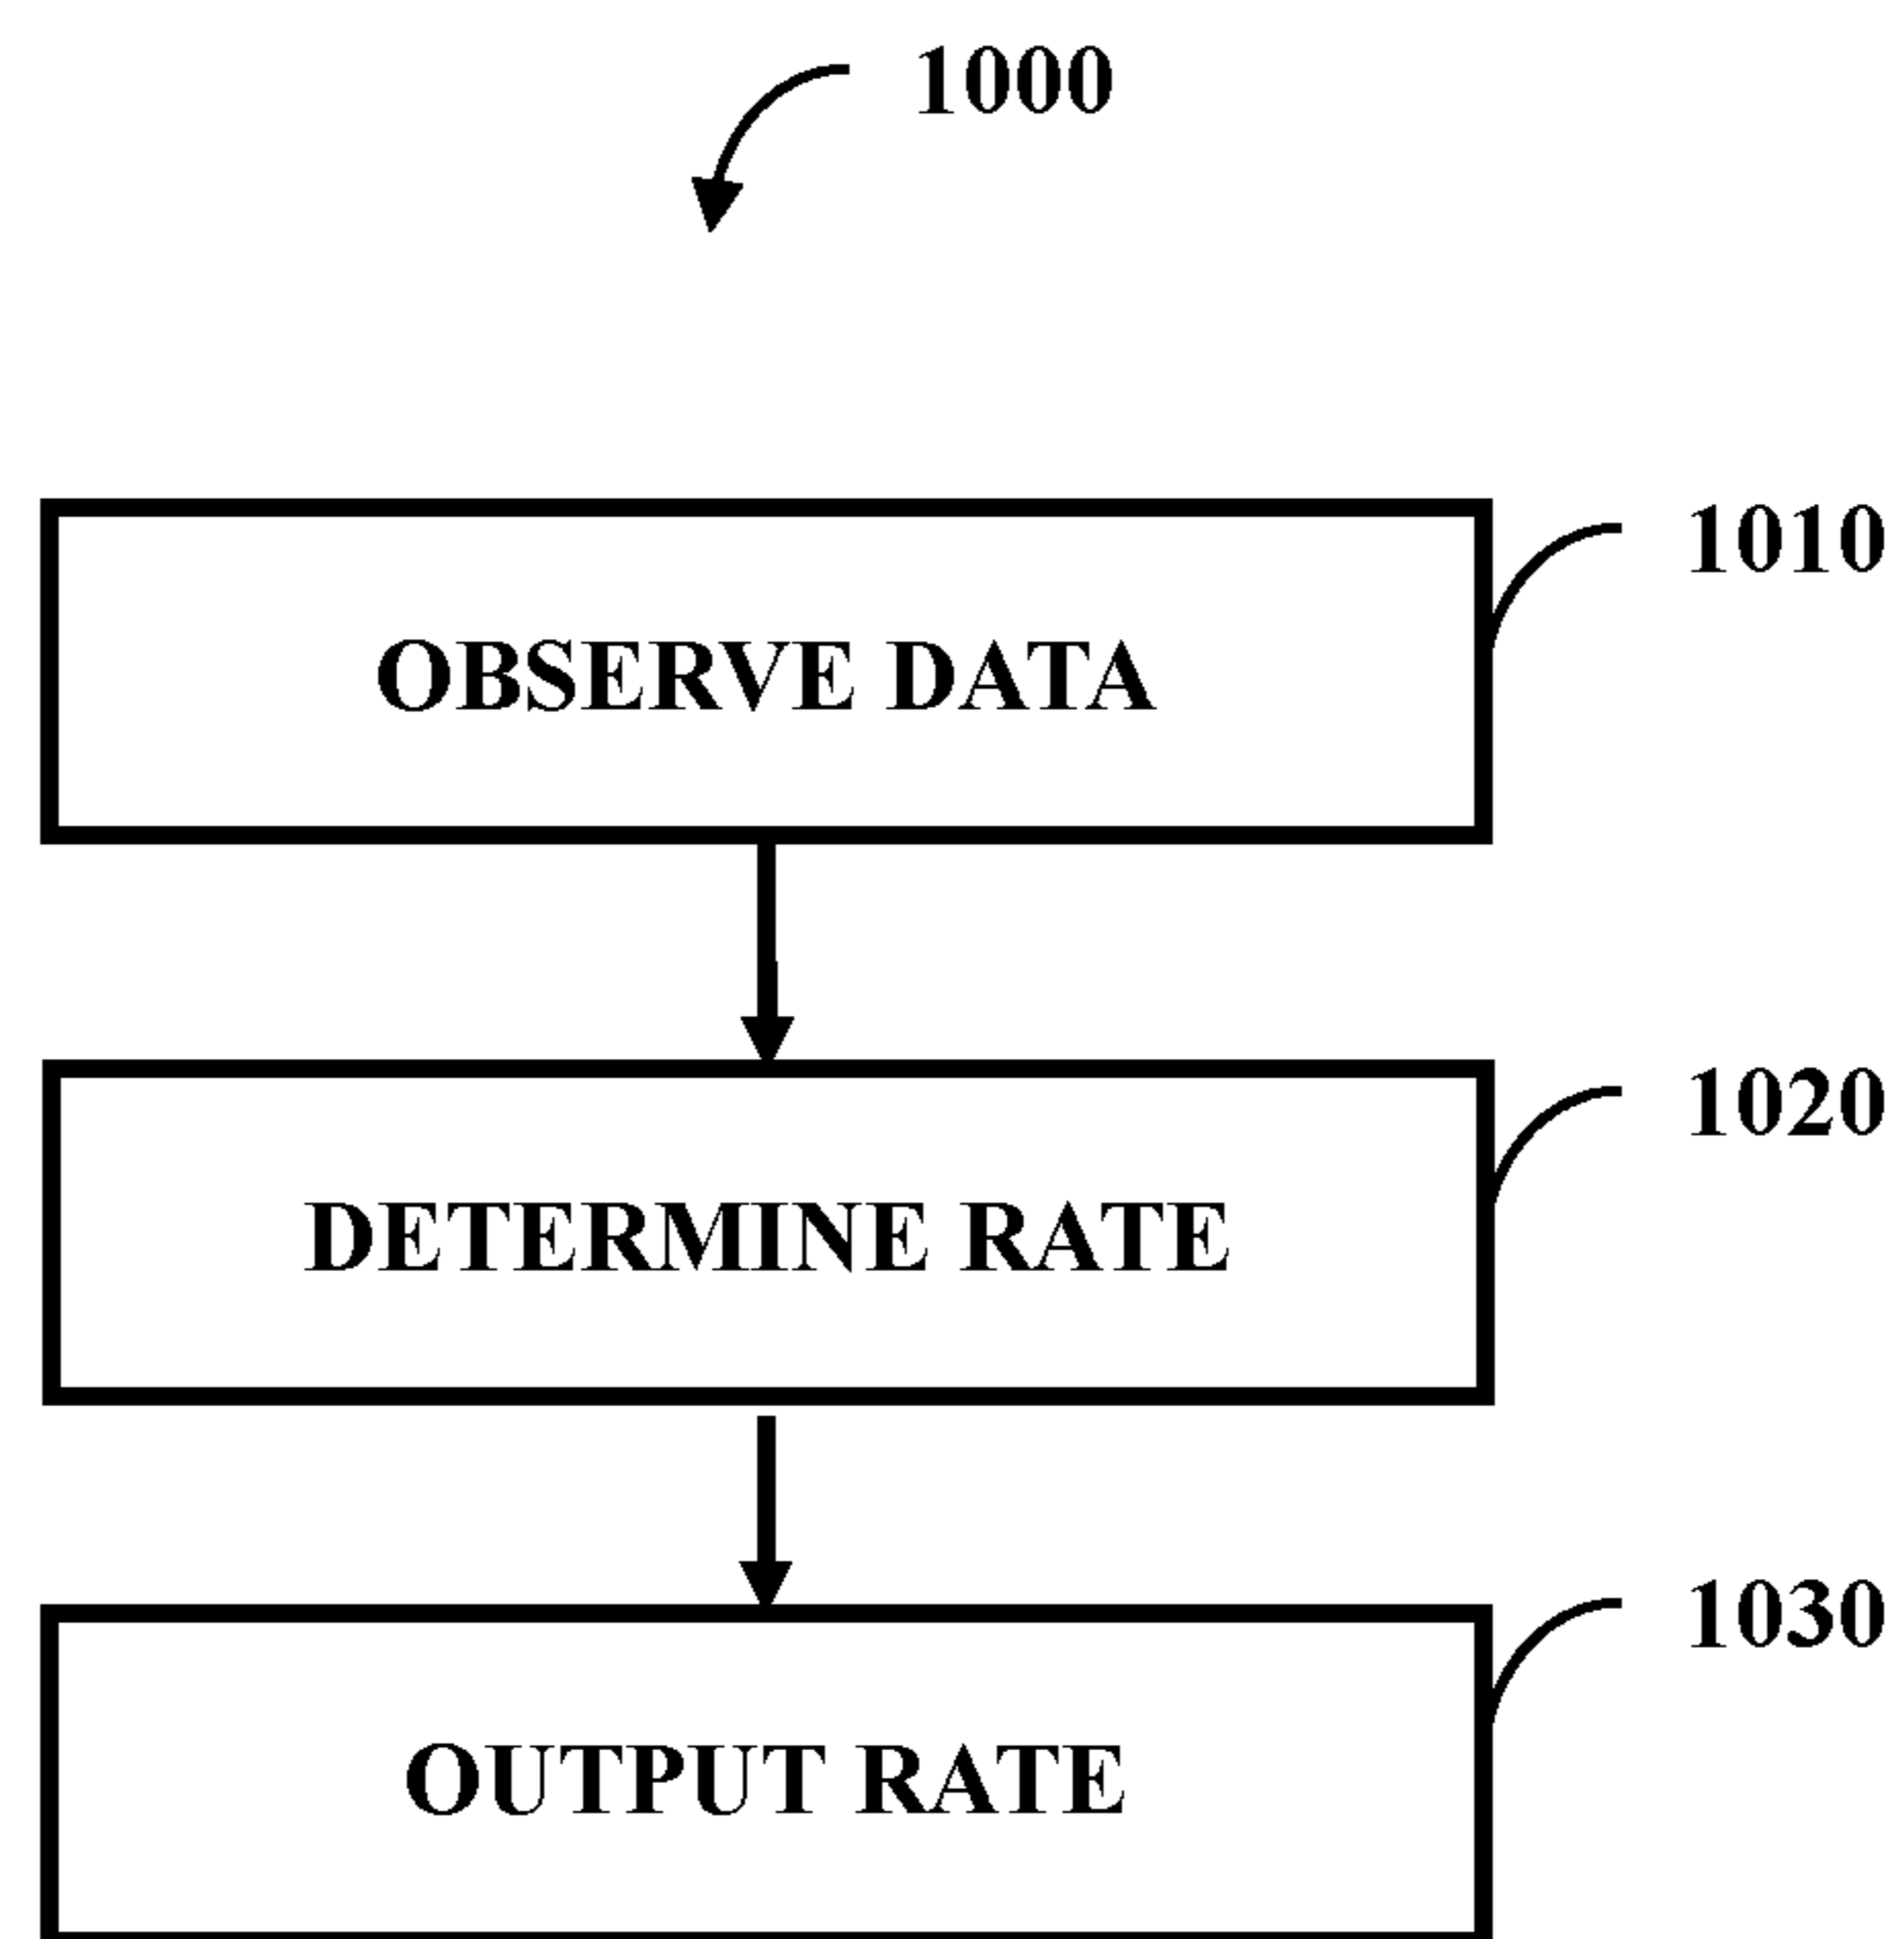 1000
1010
OBSERVE DATA
1020
DETERMINE RATE
1030
OUTPUT RATE